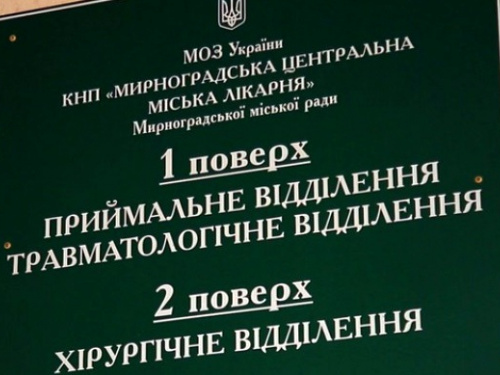 МОЗ України
КНП «МИРНОГРАДСЬКА ЦЕНТРАЛЬНА
МІСЬКА ЛІКАРНЯ»
Мирноградської міської ради
1 поверх
ПРИЙМАЛЬНЕ ВІДДІЛЕННЯ
ТРАВМАТОЛОГІЧНЕ ВІДДІЛЕННЯ
2 поверх
ХІРУРГІЧНЕ ВІДДІЛЕННЯ